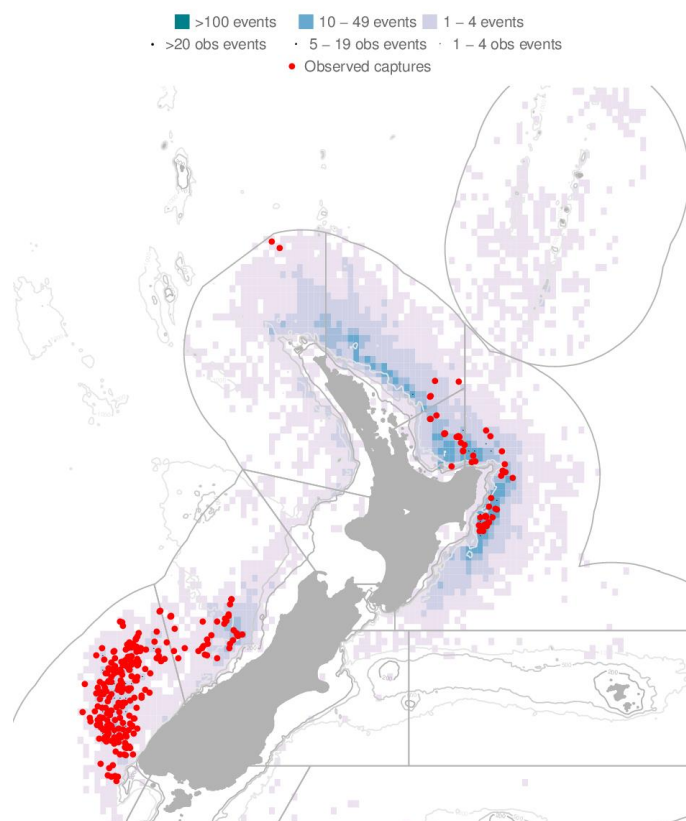 >100 events 10 – 49 events 1 – 4 events
>20 obs events 5 – 19 obs events 1 – 4 obs events
Observed captures